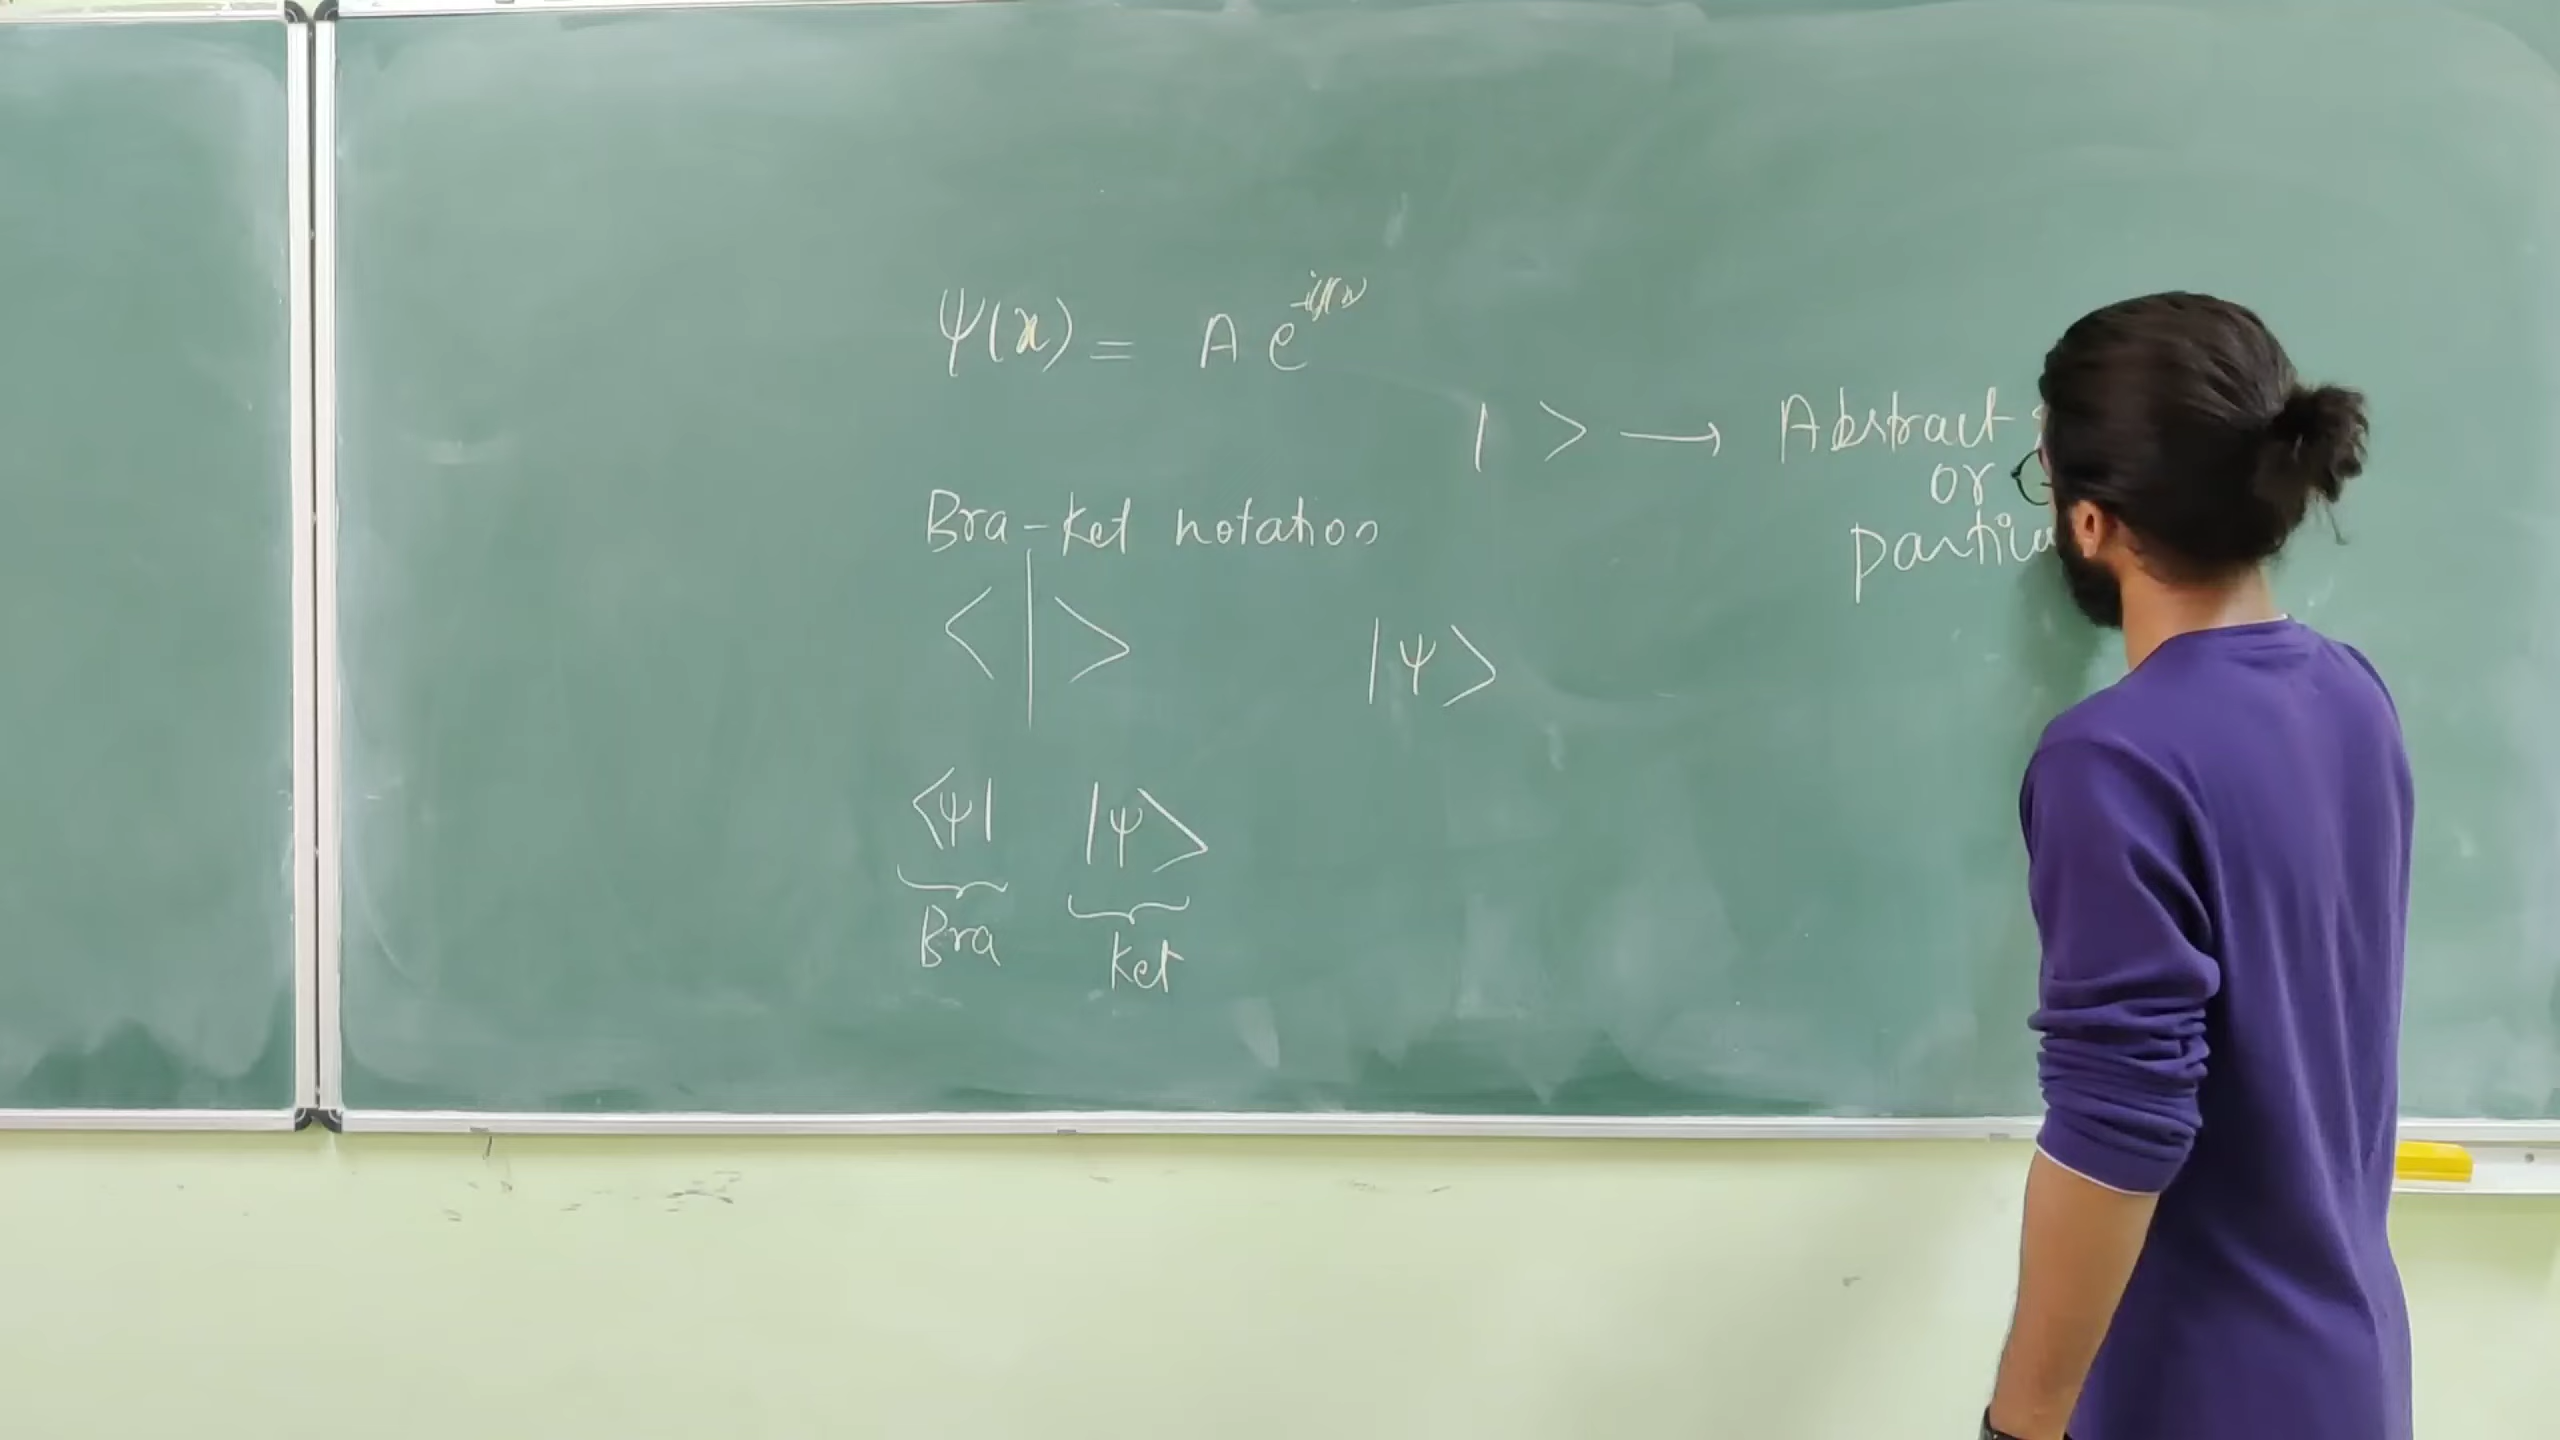 ψ(x) = A e
| > → Abstract
or
Bra-Ket notation
< | >
|ψ>
<ψ| |ψ>
Bra Ket